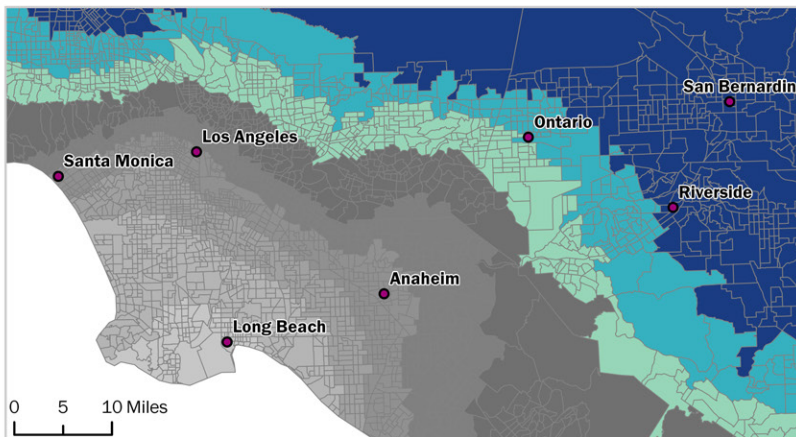 San Bernardin
Ontario
Los Angeles
Santa Monica
Riverside
Anaheim
Long Beach
0 5 10 Miles